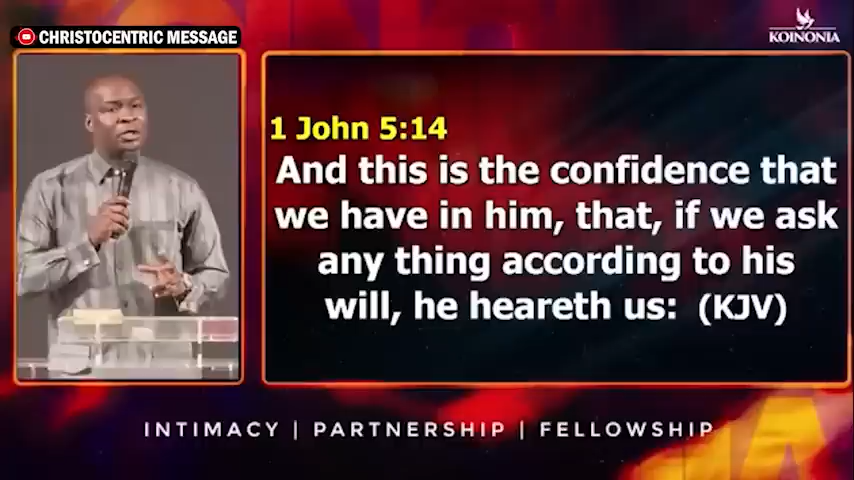 CHRISTOCENTRIC MESSAGE
KOINONIA
1 John 5:14
And this is the confidence that
we have in him, that, if we ask
any thing according to his
will, he heareth us: (KJV)
INTIMACY | PARTNERSHIP | FELLOWSHIP